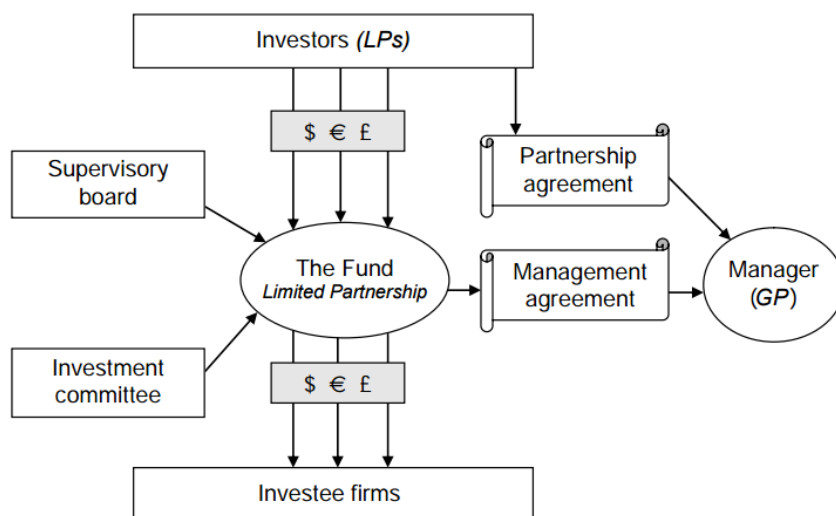 Investors (LPs)
$ € £
Partnership
agreement
Supervisory
board
The Fund
Limited Partnership
Management
agreement
Manager
(GP)
Investment
committee
$ € £
Investee firms